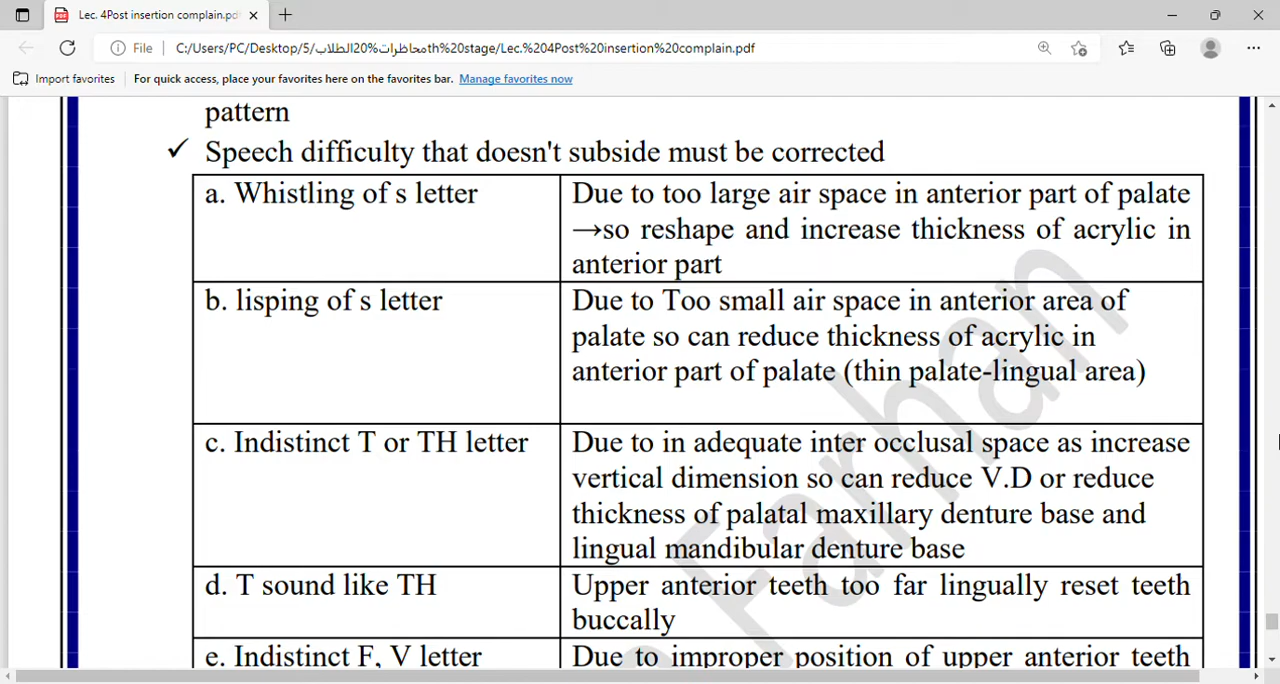 Lec. 4Post insertion complain.pd
File
C:/Users/PC/Desktop/5/محاظرات%20الطلاب/th%20stage/Lec.%204Post%20insertion%20complain.pdf
Import favorites
For quick access, place your favorites here on the favorites bar. Manage favorites now
pattern
✓ Speech difficulty that doesn't subside must be corrected
a. Whistling of s letter
Due to too large air space in anterior part of palate
→so reshape and increase thickness of acrylic in
anterior part
b. lisping of s letter
Due to Too small air space in anterior area of
palate so can reduce thickness of acrylic in
anterior part of palate (thin palate-lingual area)
c. Indistinct T or TH letter
Due to in adequate inter occlusal space as increase
vertical dimension so can reduce V.D or reduce
thickness of palatal maxillary denture base and
lingual mandibular denture base
d. T sound like TH
Upper anterior teeth too far lingually reset teeth
buccally
e. Indistinct F, V letter
Due to improper position of upper anterior teeth
Farhan